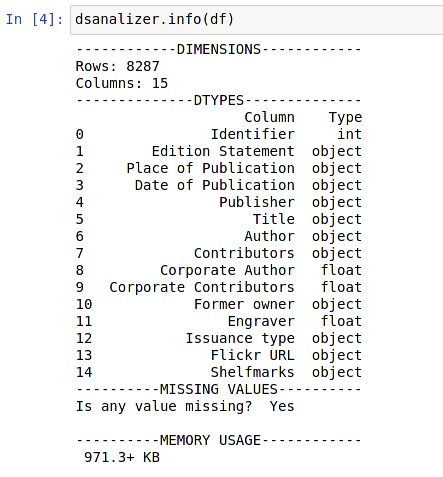 In [4]: dsanalizer.info(df)
------------DIMENSIONS------------
Rows: 8287
Columns: 15
--------------DTYPES--------------
Column Type
0 Identifier int
1 Edition Statement object
2 Place of Publication object
3 Date of Publication object
4 Publisher object
5 Title object
6 Author object
7 Contributors object
8 Corporate Author float
9 Corporate Contributors float
10 Former owner object
11 Engraver float
12 Issuance type object
13 Flickr URL object
14 Shelfmarks object
----------MISSING VALUES----------
Is any value missing?  Yes
----------MEMORY USAGE------------
971.3+ KB